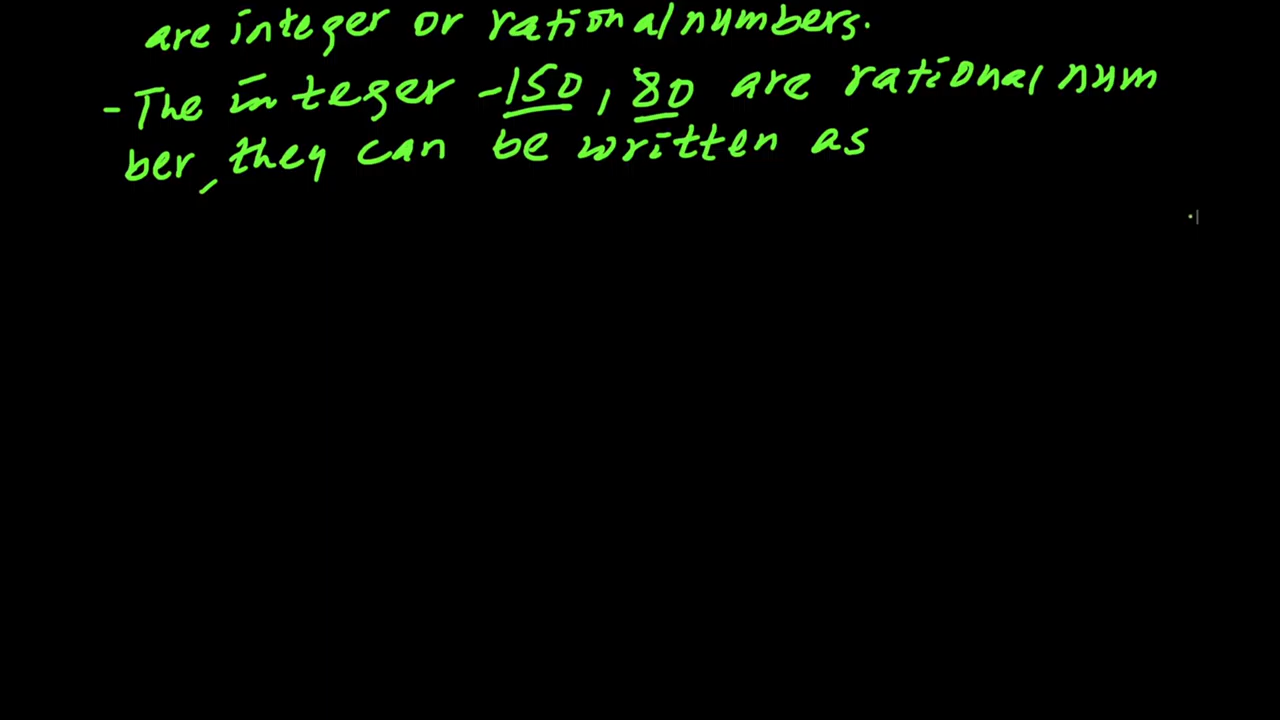 are integer or rational numbers.
- The integer -150, 80 are rational num
ber, they can be written as